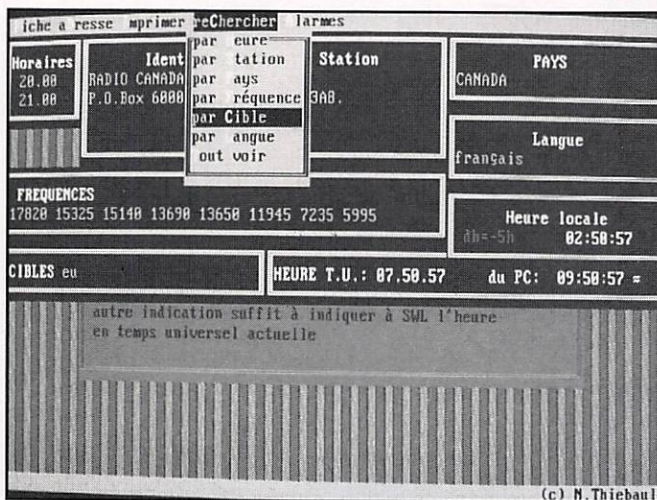 iche a resse mprimer reChercher larmes
par eure
par tation
par ays
par réquence
par Cible
par angue
out voir
Horaires
20.00
21.00
Ident
Station
RADIO CANADA
P.O.Box 6000
3A8.
PAYS
CANADA
Langue
français
FREQUENCES
17820 15325 15140 13690 13650 11945 7235 5995
Heure locale
dh=-5h 02:50:57
CIBLES eu
HEURE T.U.: 07.50.57 du PC: 09:50:57 =
autre indication suffit à indiquer à SWL l'heure
en temps universel actuelle
(c) N.Thiebaul